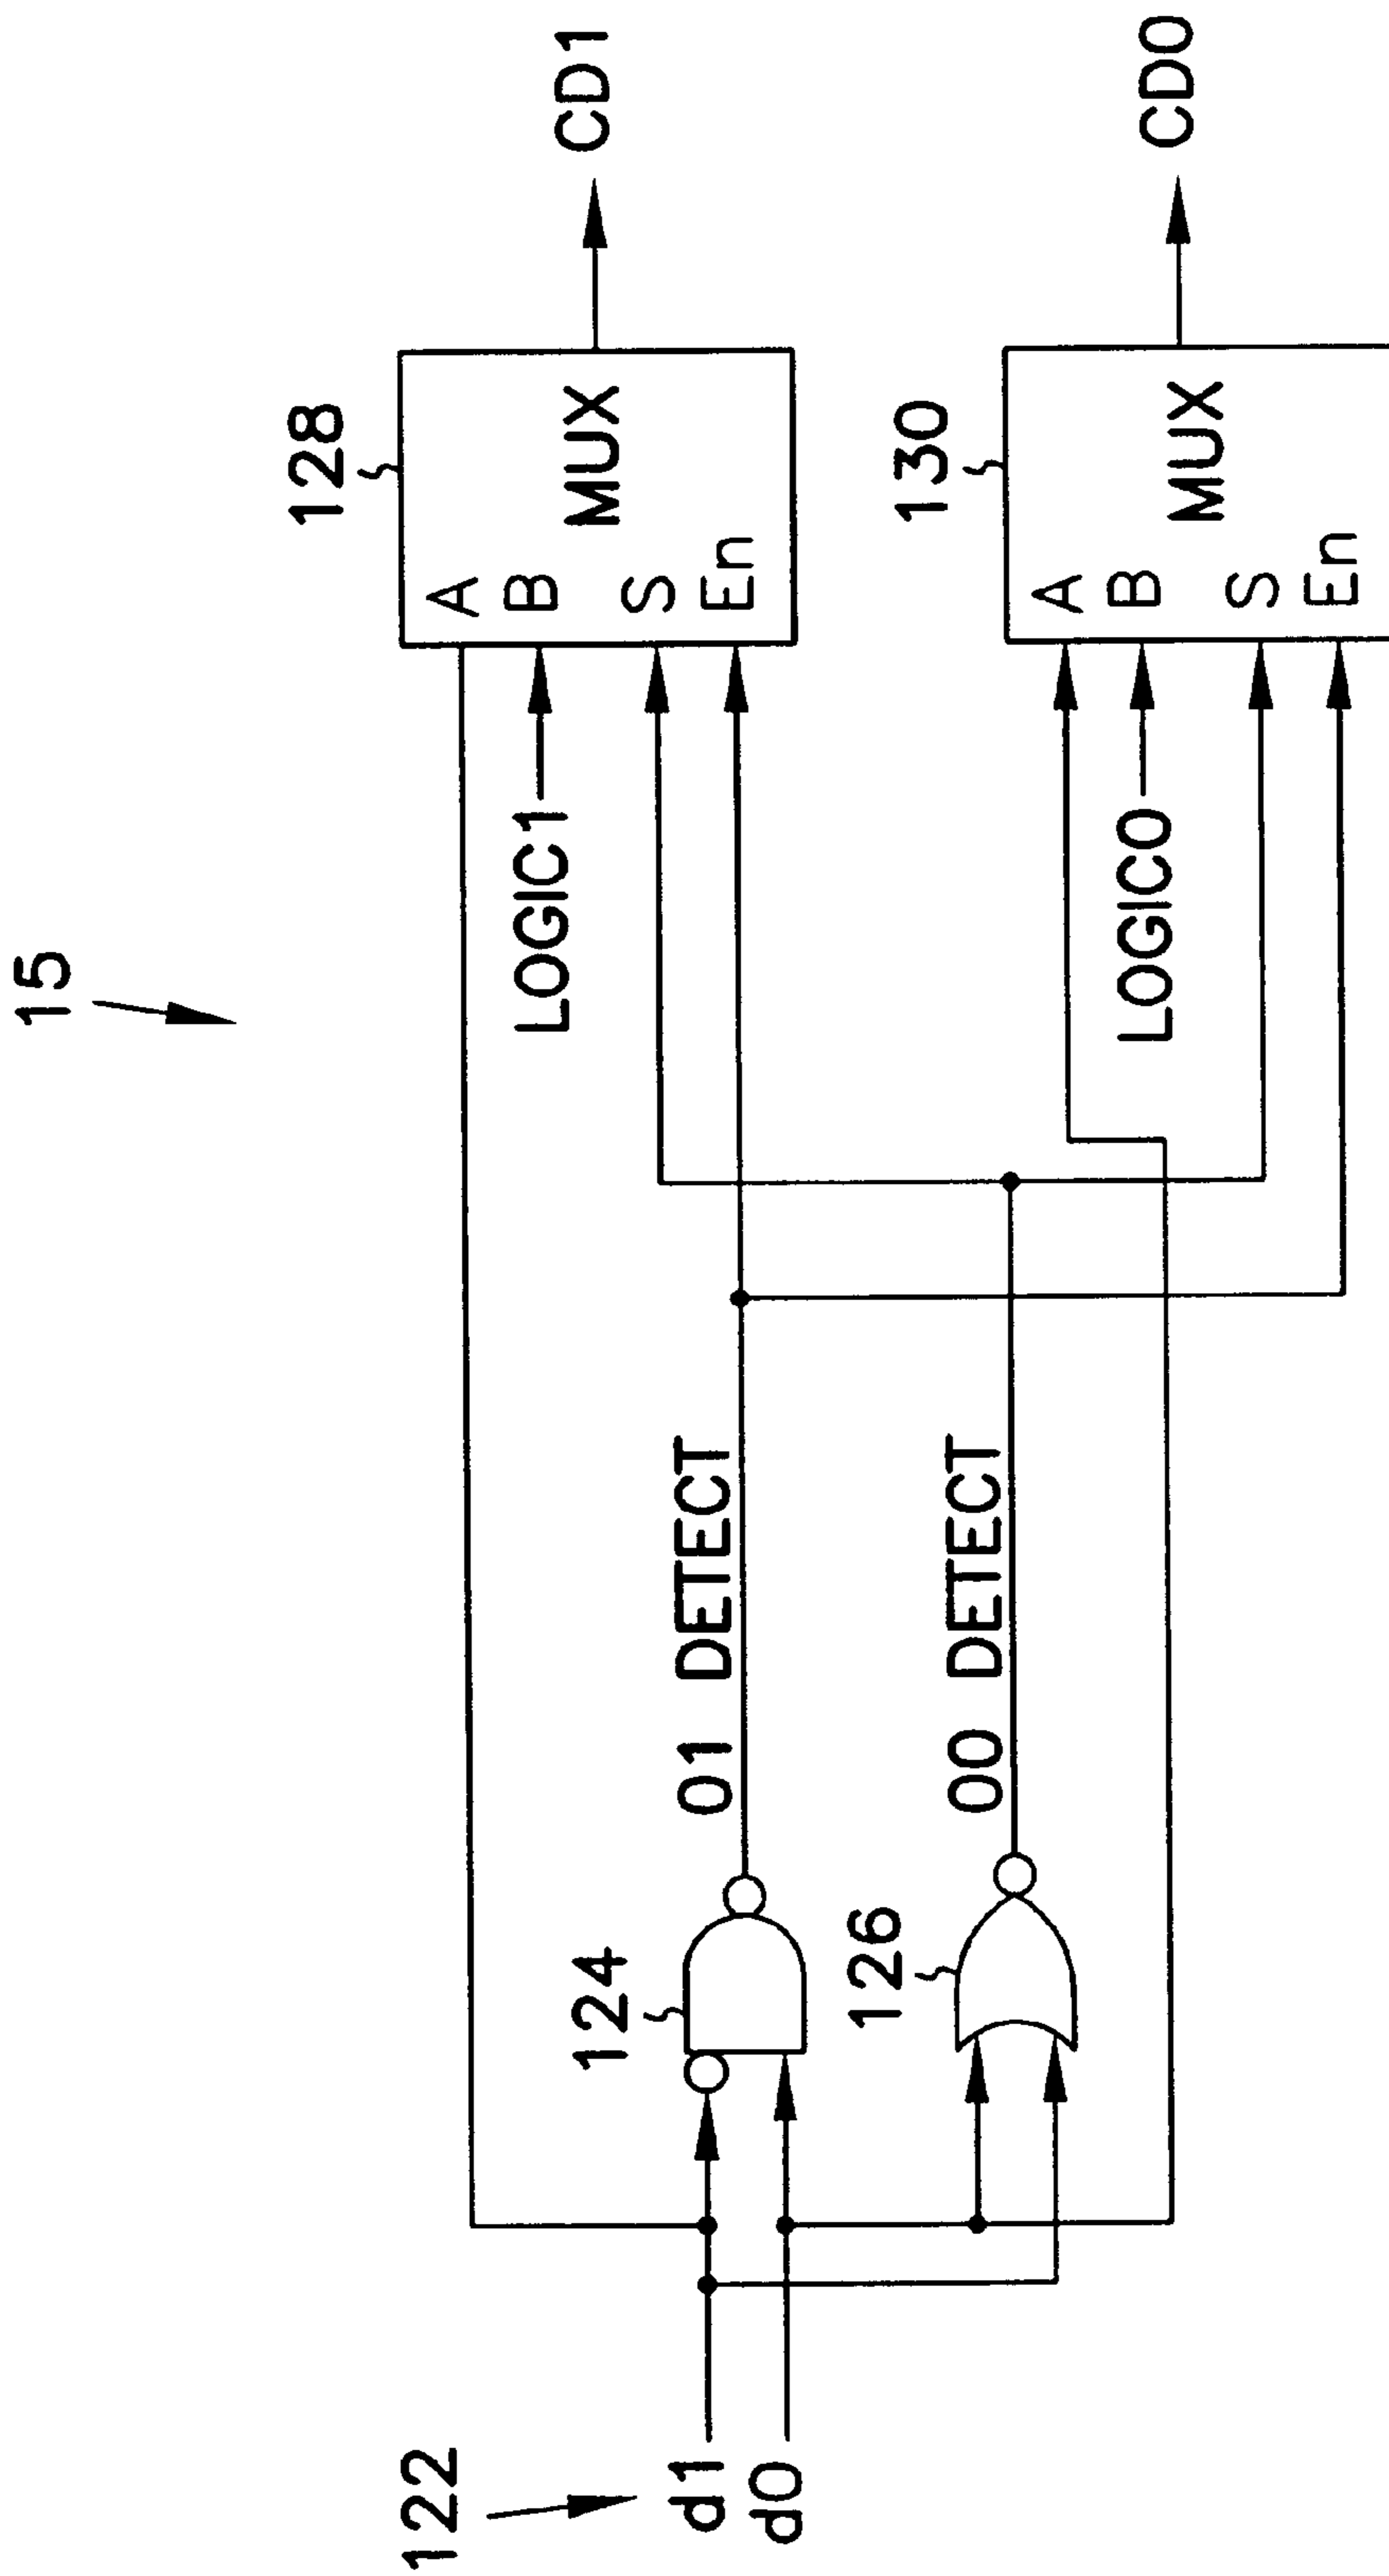 15
122
d1
d0
124
126
01 DETECT
00 DETECT
LOGIC1
LOGIC0
128
A
B
S
En
MUX
CD1
130
A
B
S
En
MUX
CD0